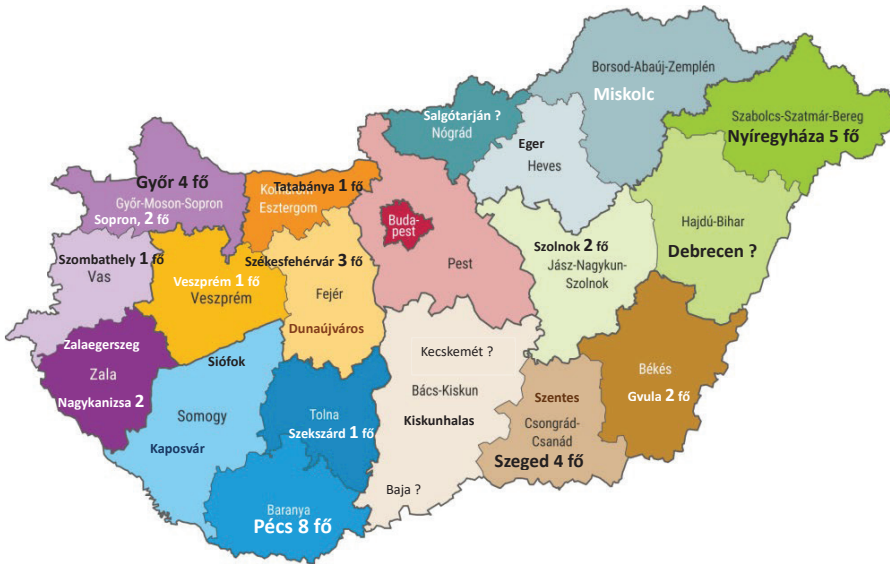 Borsod-Abaúj-Zemplén
Miskolc
Salgótarján ?
Nógrád
Szabolcs-Szatmár-Bereg
Nyíregyháza 5 fő
Eger
Heves
Győr 4 fő
Győr-Moson-Sopron
Sopron, 2 fő
Tatabánya 1 fő
Komárom
Esztergom
Buda-
pest
Pest
Hajdú-Bihar
Debrecen ?
Szolnok 2 fő
Jász-Nagykun-
Szolnok
Szombathely 1 fő
Vas
Veszprém 1 fő
Veszprém
Székesfehérvár 3 fő
Fejér
Dunaújváros
Zalaegerszeg
Zala
Nagykanizsa 2
Siófok
Somogy
Kaposvár
Tolna
Szekszárd 1 fő
Kecskemét ?
Bács-Kiskun
Kiskunhalas
Baja ?
Szentes
Csongrád-
Csanád
Szeged 4 fő
Békés
Gvula 2 fő
Baranya
Pécs 8 fő